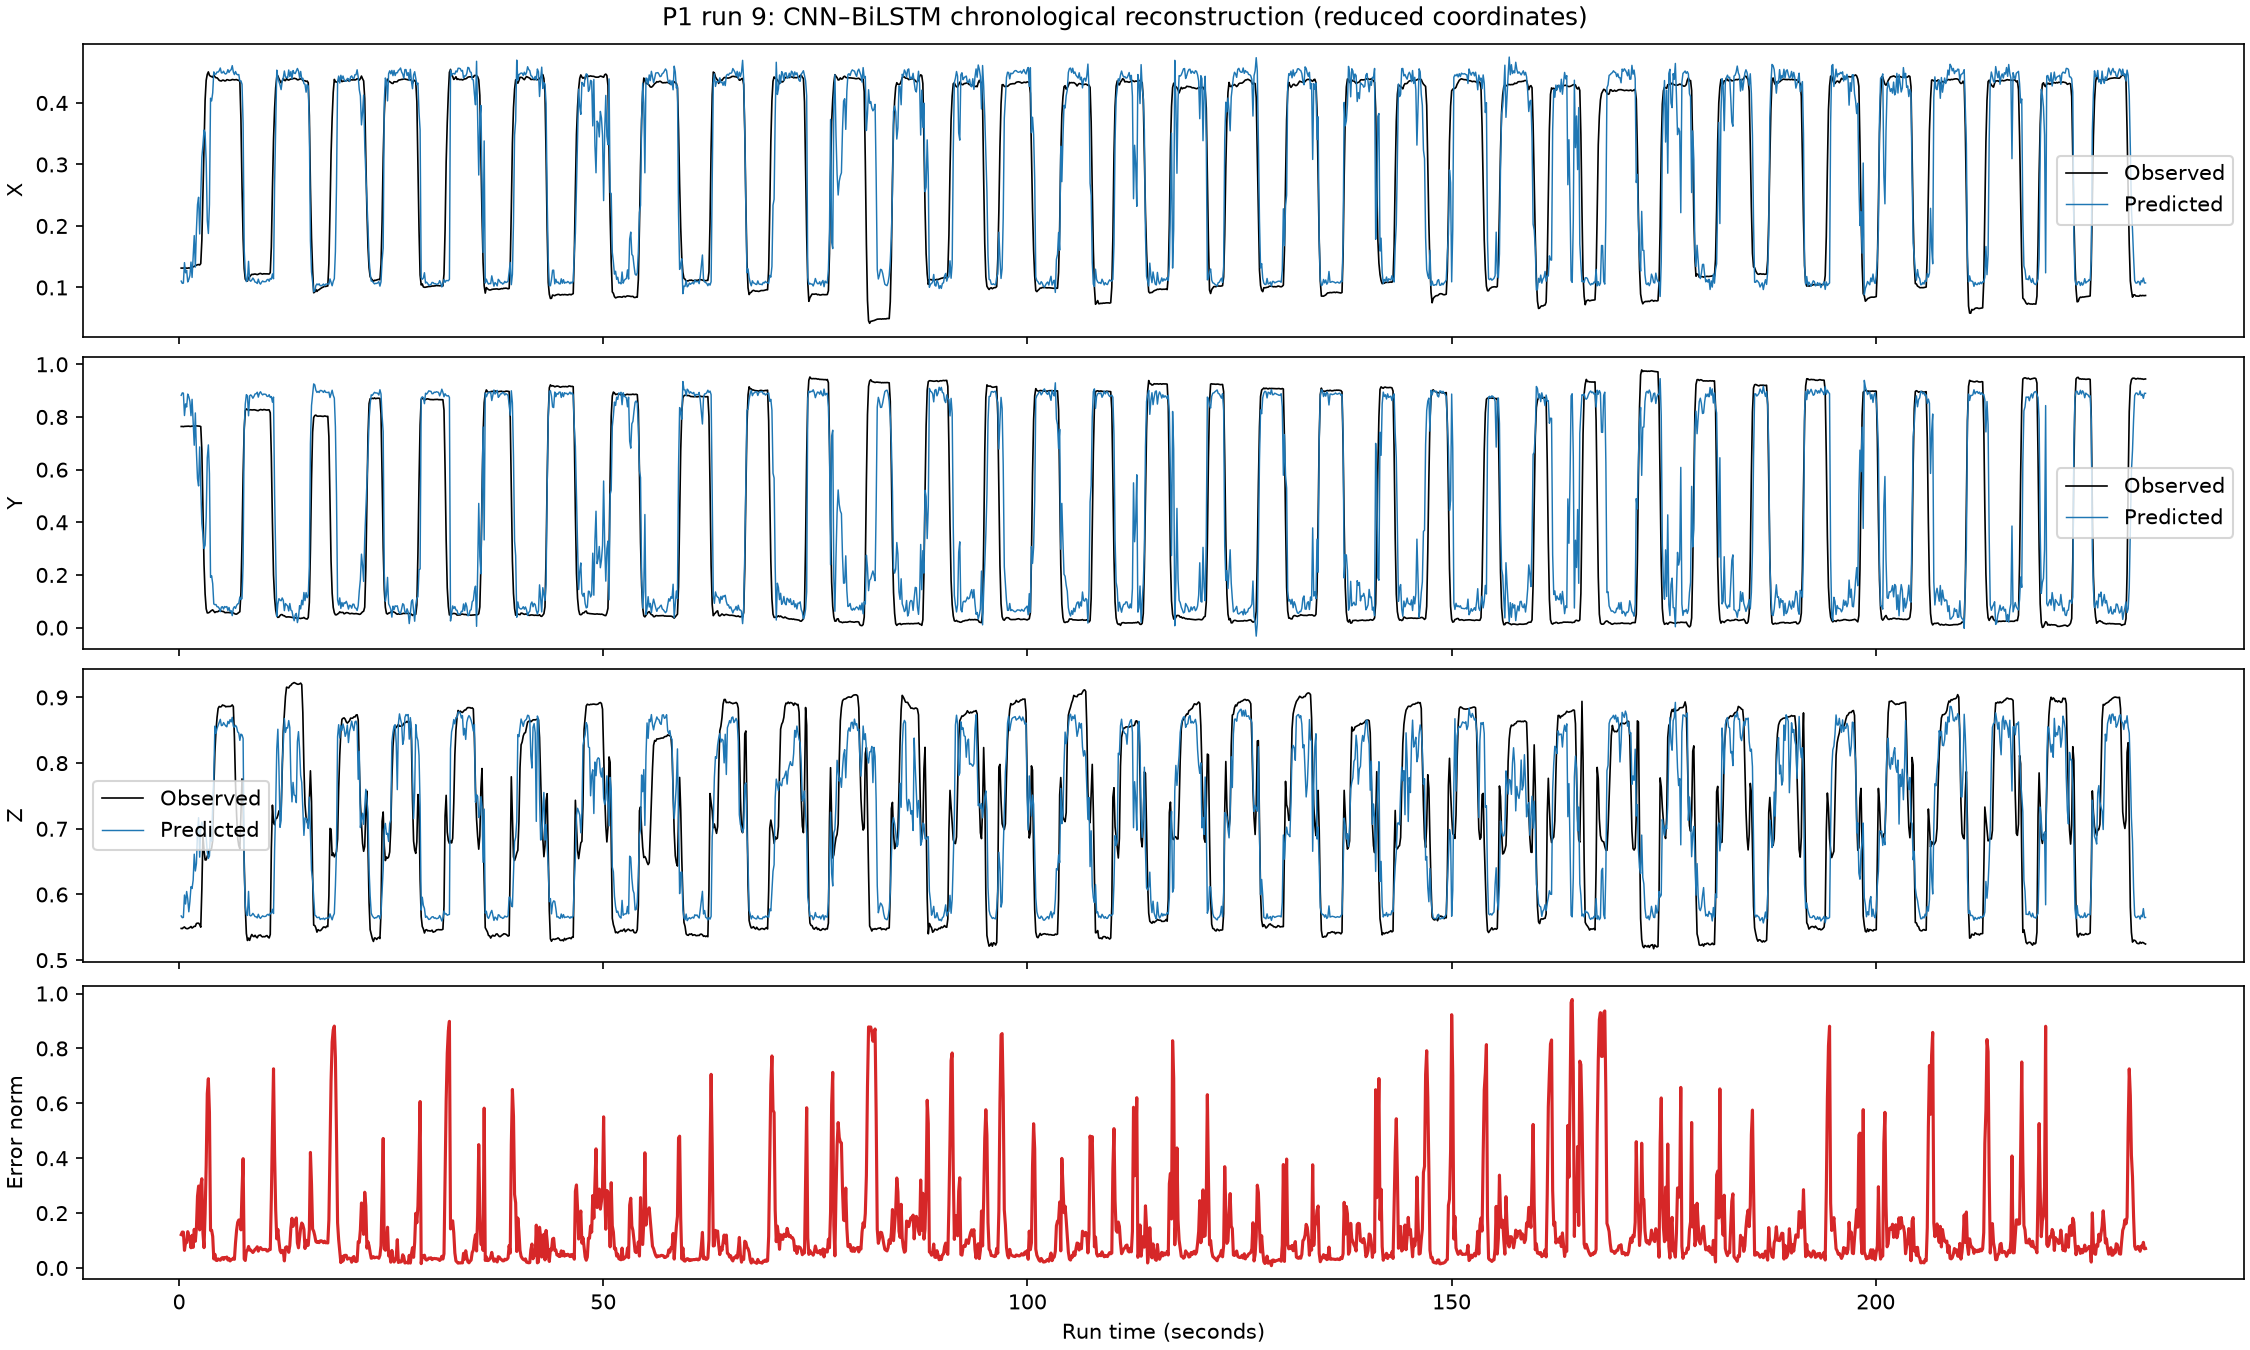 P1 run 9: CNN–BiLSTM chronological reconstruction (reduced coordinates)
X
0.4
0.3
0.2
0.1
Observed
Predicted
Y
1.0
0.8
0.6
0.4
0.2
0.0
Observed
Predicted
Z
0.9
0.8
0.7
0.6
0.5
Observed
Predicted
Error norm
1.0
0.8
0.6
0.4
0.2
0.0
0 50 100 150 200
Run time (seconds)